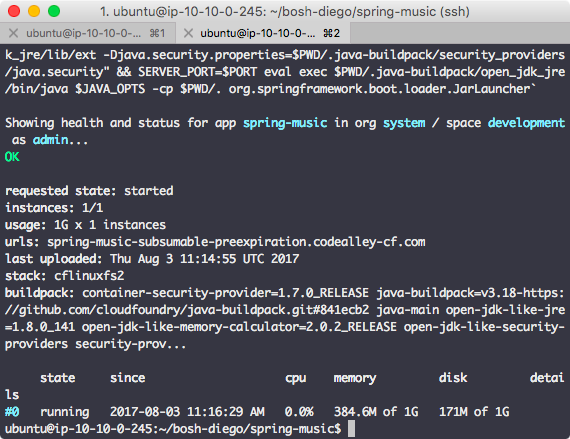 1. ubuntu@ip-10-10-0-245: ~/bosh-diego/spring-music (ssh)
ubuntu@ip-10-10-0... ⌘1 ubuntu@ip-10-10-0-2... ⌘2
k_jre/lib/ext -Djava.security.properties=$PWD/.java-buildpack/security_providers
/java.security" && SERVER_PORT=$PORT eval exec $PWD/.java-buildpack/open_jdk_jre
/bin/java $JAVA_OPTS -cp $PWD/. org.springframework.boot.loader.JarLauncher`
Showing health and status for app spring-music in org system / space development
as admin...
OK
requested state: started
instances: 1/1
usage: 1G x 1 instances
urls: spring-music-subsumable-preexpiration.codealley-cf.com
last uploaded: Thu Aug 3 11:14:55 UTC 2017
stack: cflinuxfs2
buildpack: container-security-provider=1.7.0_RELEASE java-buildpack=v3.18-https:
//github.com/cloudfoundry/java-buildpack.git#841ecb2 java-main open-jdk-like-jre
=1.8.0_141 open-jdk-like-memory-calculator=2.0.2_RELEASE open-jdk-like-security-
providers security-prov...
state since cpu memory disk detai
ls
#0 running 2017-08-03 11:16:29 AM 0.0% 384.6M of 1G 171M of 1G
ubuntu@ip-10-10-0-245:~/bosh-diego/spring-music$